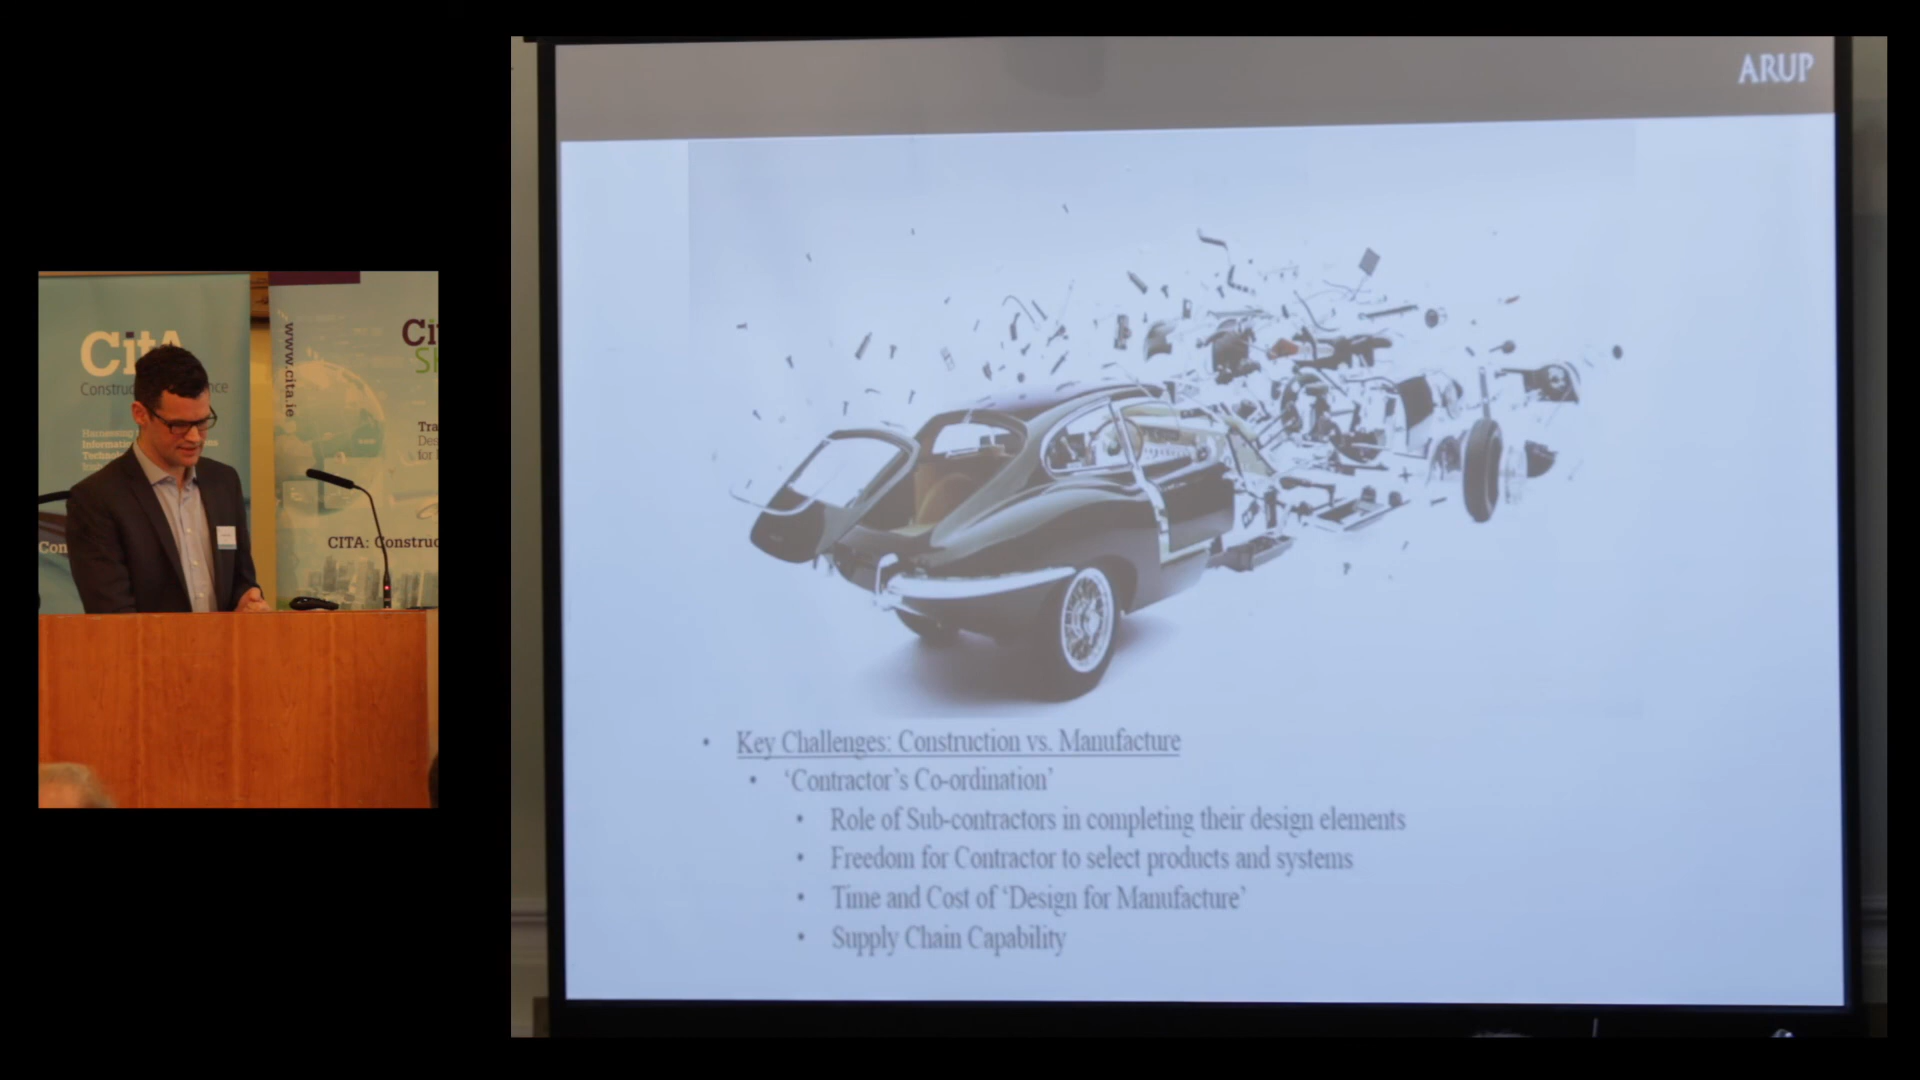 ARUP
CitA
www.cita.ie
Information
CITA: Construc
Con
Key Challenges: Construction vs. Manufacture
'Contractor's Co-ordination'
Role of Sub-contractors in completing their design elements
Freedom for Contractor to select products and systems
Time and Cost of 'Design for Manufacture'
Supply Chain Capability